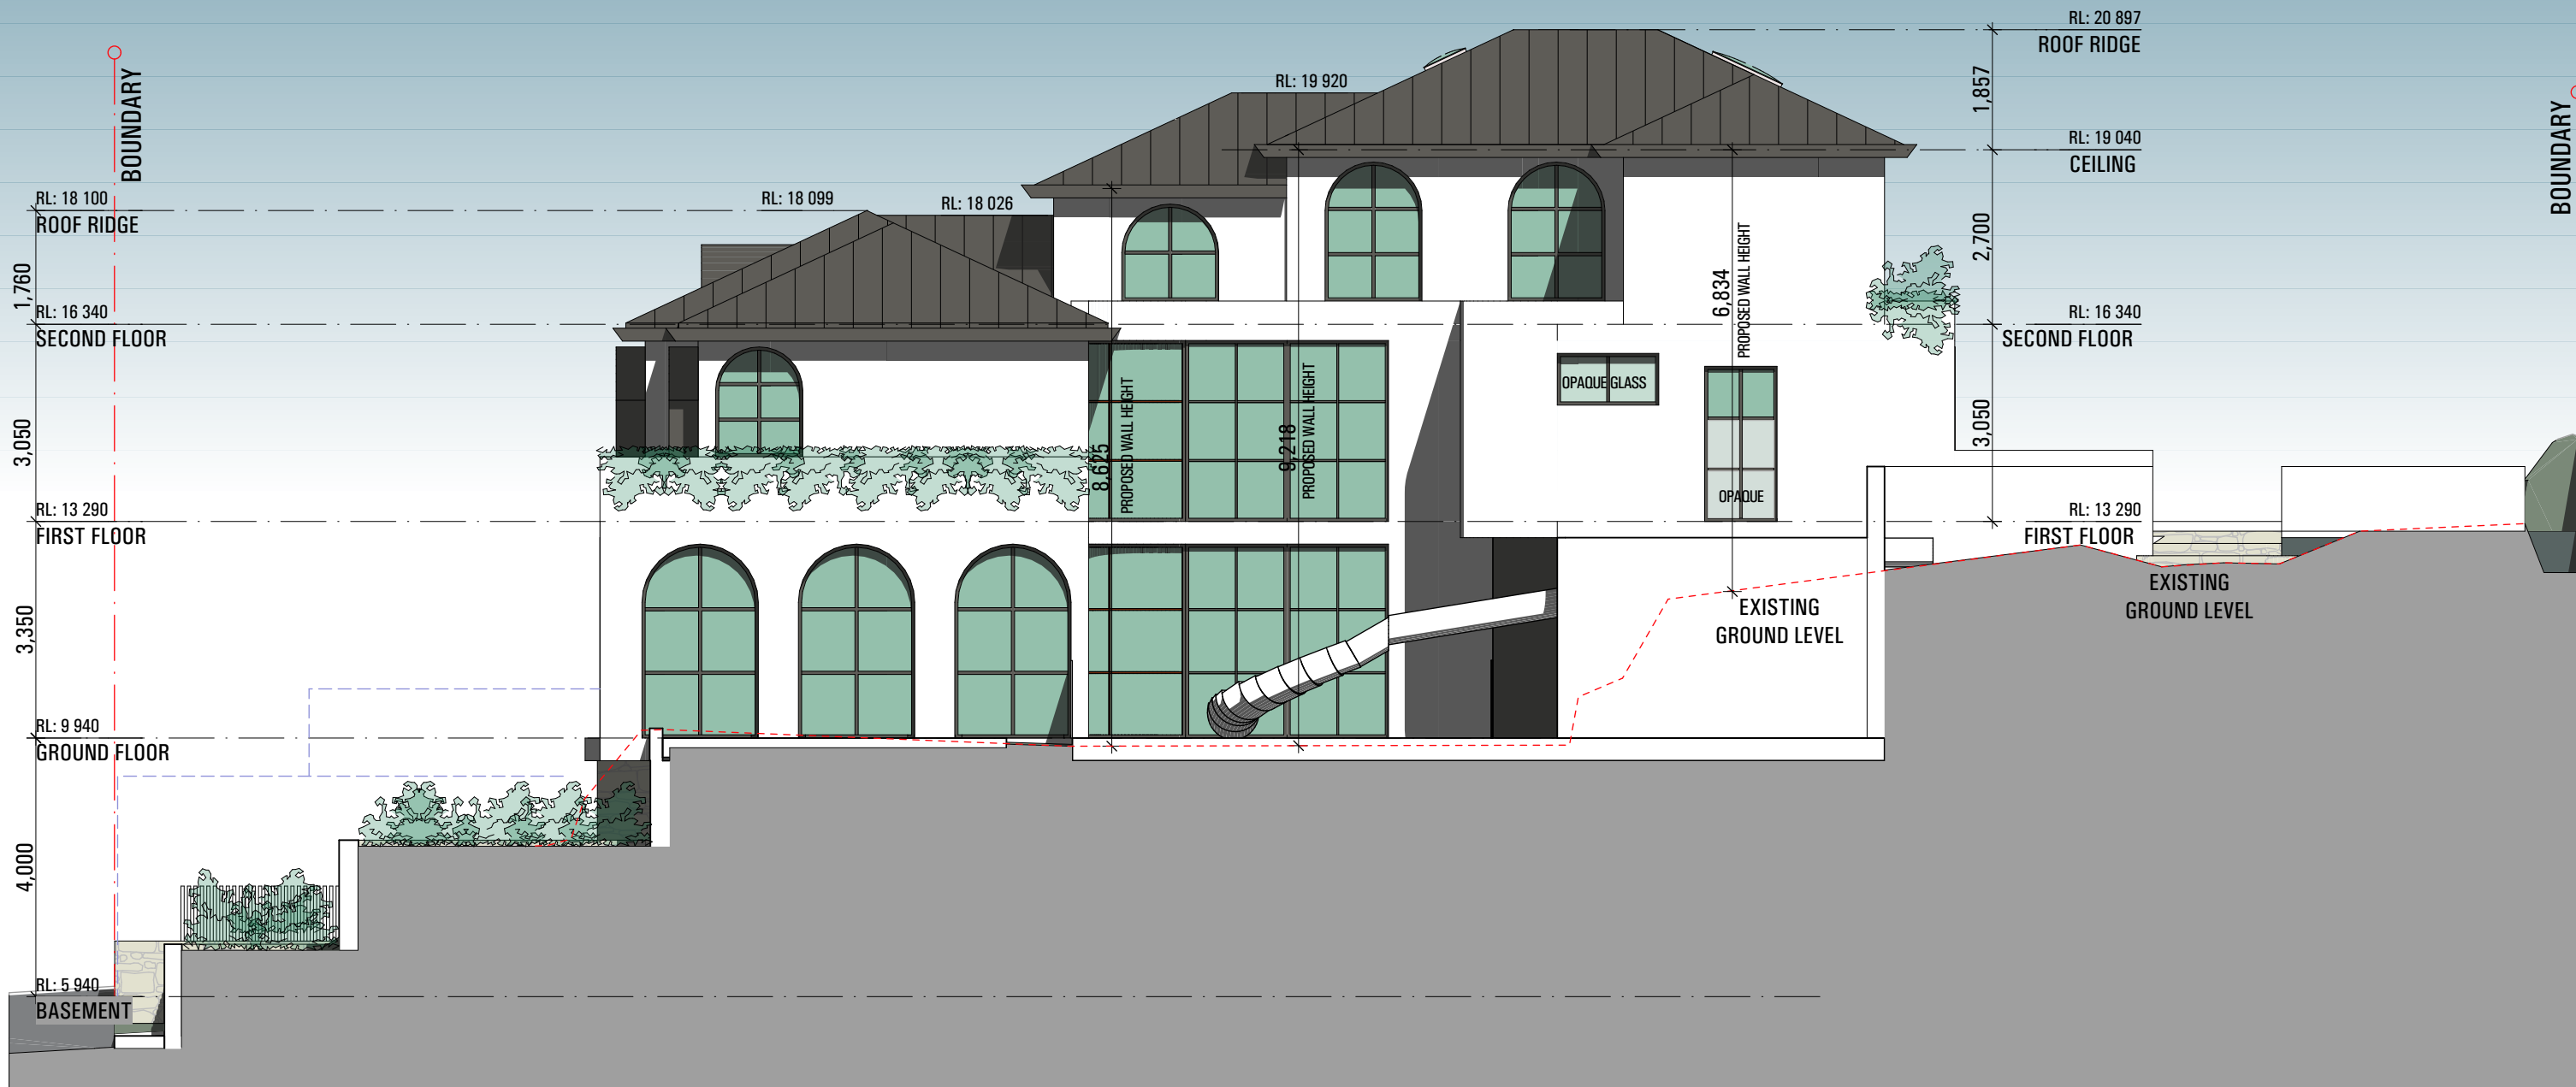 RL: 20 897
ROOF RIDGE
BOUNDARY
1,857
RL: 19 920
BOUNDARY
RL: 19 040
CEILING
RL: 18 100
ROOF RIDGE
RL: 18 099
RL: 18 026
2,700
6,834
PROPOSED WALL HEIGHT
1,760
RL: 16 340
SECOND FLOOR
RL: 16 340
SECOND FLOOR
OPAQUE GLASS
3,050
8,625
PROPOSED WALL HEIGHT
9,218
PROPOSED WALL HEIGHT
3,050
OPAQUE
RL: 13 290
FIRST FLOOR
RL: 13 290
FIRST FLOOR
EXISTING
GROUND LEVEL
EXISTING
GROUND LEVEL
3,350
RL: 9 940
GROUND FLOOR
4,000
RL: 5 940
BASEMENT